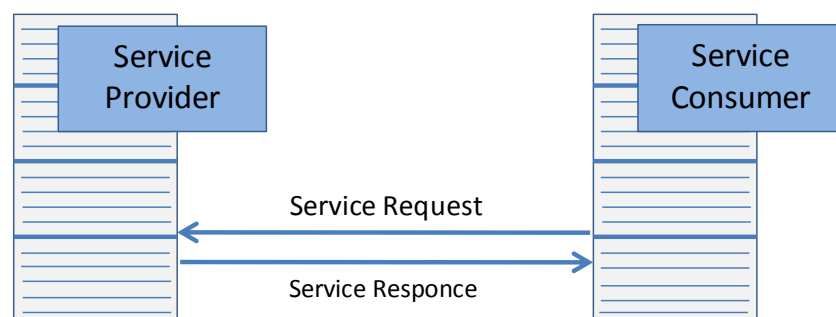 Service
Provider
Service
Consumer
Service Request
Service Responce